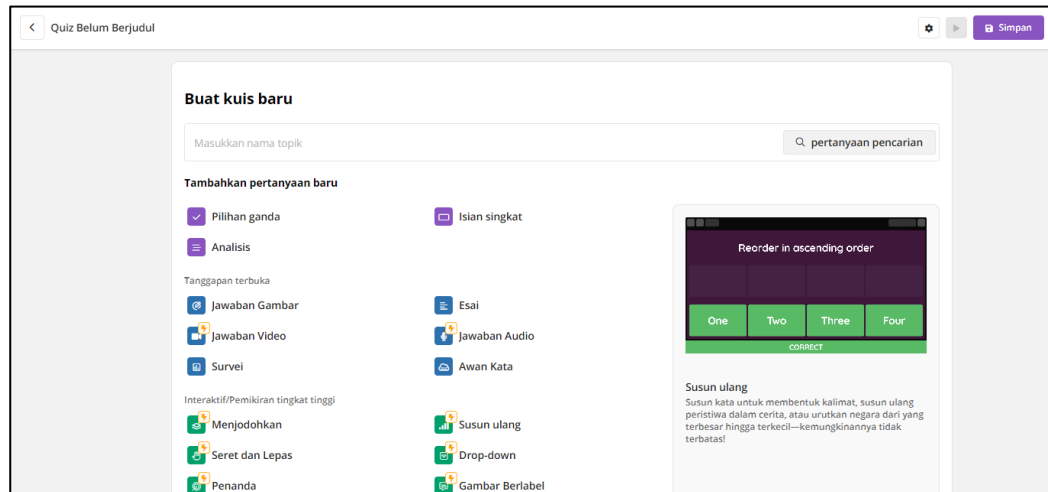 Quiz Belum Berjudul
Simpan
Buat kuis baru
Masukkan nama topik
pertanyaan pencarian
Tambahkan pertanyaan baru
Pilihan ganda
Isian singkat
Analisis
Tanggapan terbuka
Jawaban Gambar
Esai
Jawaban Video
Jawaban Audio
Survei
Awan Kata
Interaktif/Pemikiran tingkat tinggi
Menjodohkan
Susun ulang
Seret dan Lepas
Drop-down
Penanda
Gambar Berlabel
Reorder in ascending order
One Two Three Four
CORRECT
Susun ulang
Susun kata untuk membentuk kalimat, susun ulang
peristiwa dalam cerita, atau urutkan negara dari yang
terbesar hingga terkecil—kemungkinannya tidak
terbatas!